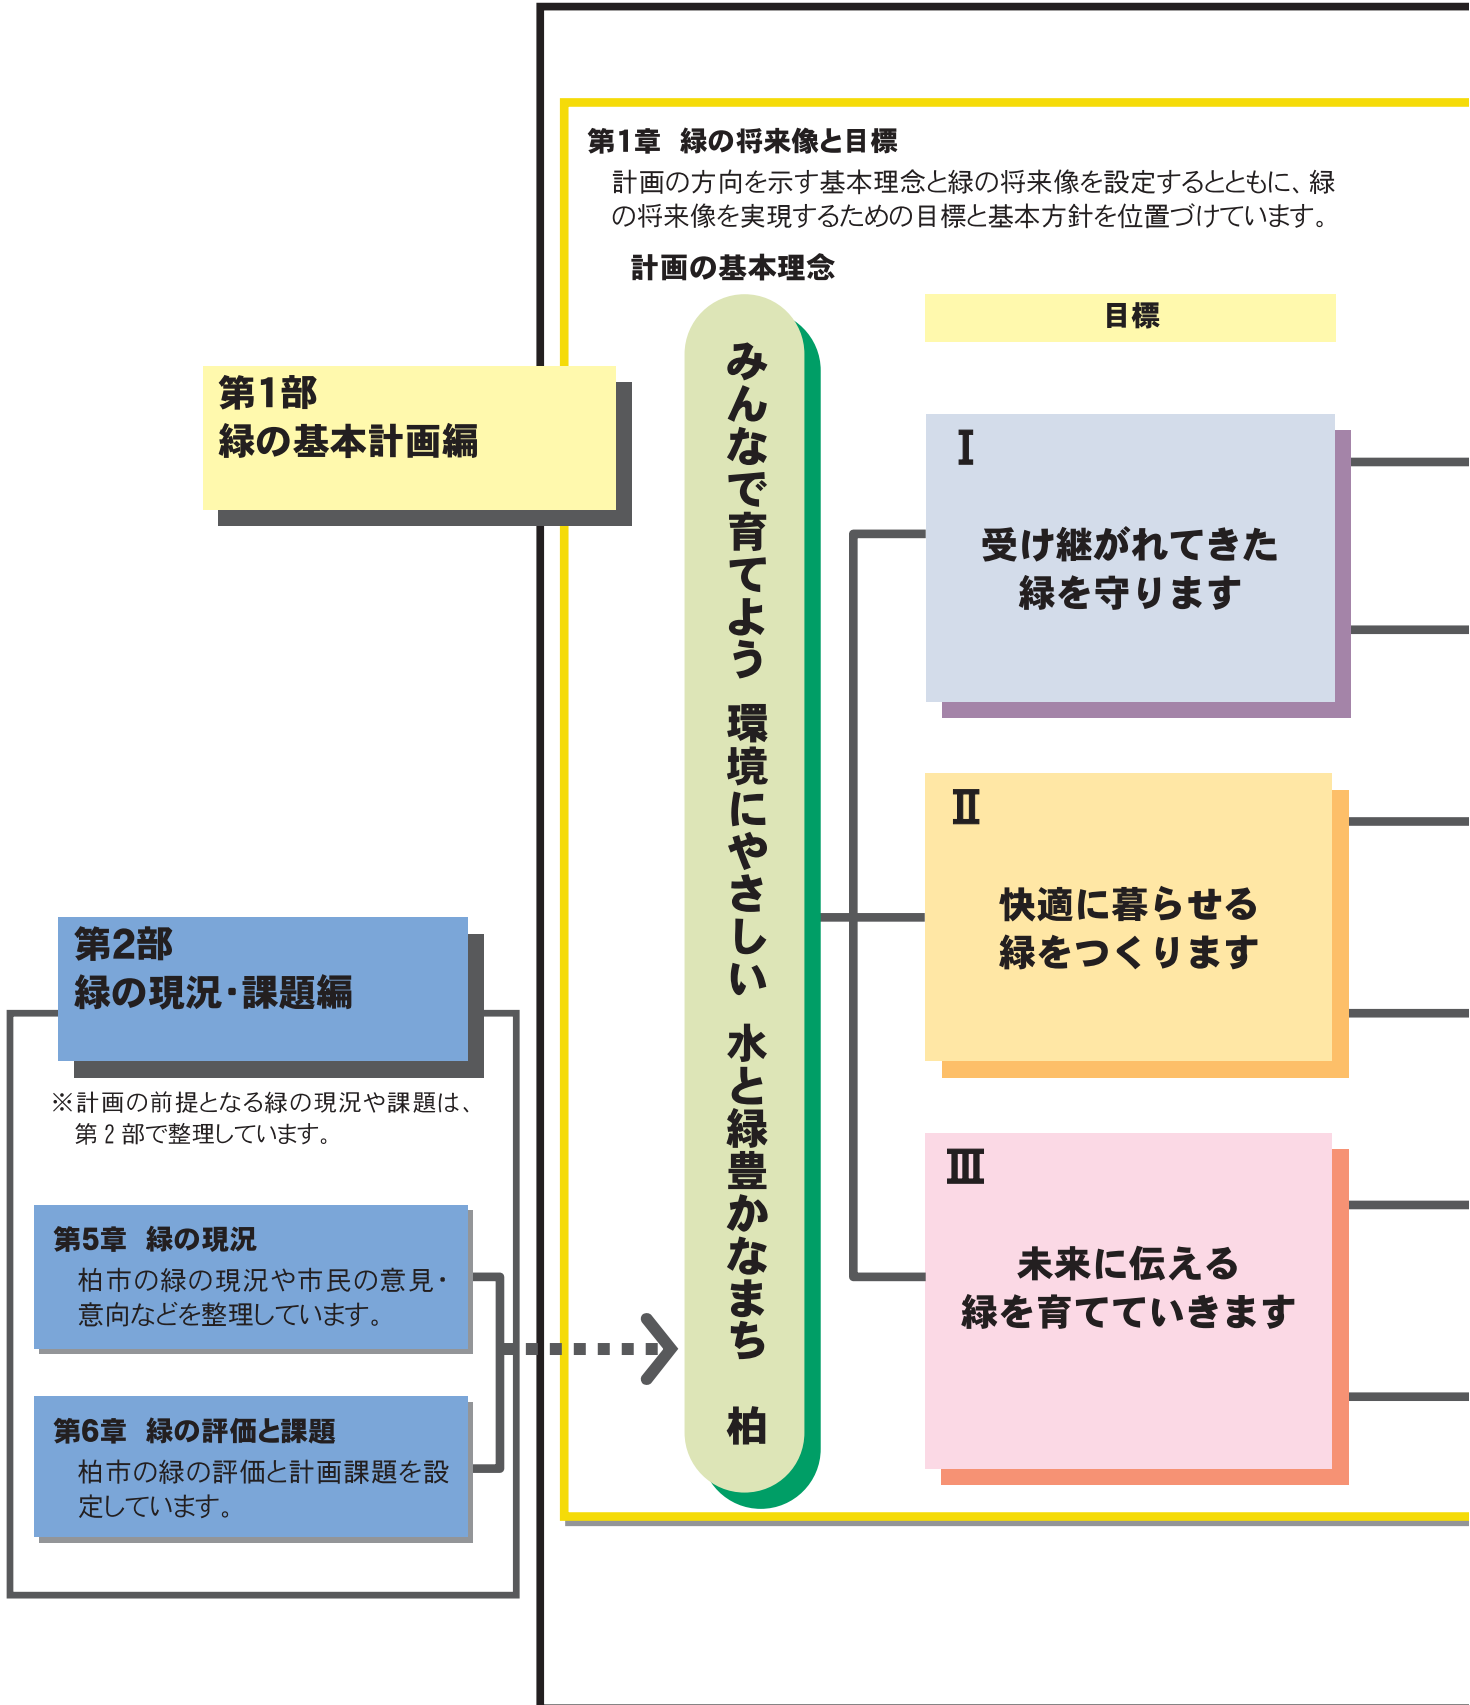 第1章 緑の将来像と目標
計画の方向を示す基本理念と緑の将来像を設定するとともに、緑
の将来像を実現するための目標と基本方針を位置づけています。
計画の基本理念
みんなで育てよう 環境にやさしい 水と緑豊かなまち 柏
目標
第1部
緑の基本計画編
Ⅰ
受け継がれてきた
緑を守ります
Ⅱ
快適に暮らせる
緑をつくります
Ⅲ
未来に伝える
緑を育てていきます
第2部
緑の現況・課題編
※計画の前提となる緑の現況や課題は、
第2部で整理しています。
第5章 緑の現況
柏市の緑の現況や市民の意見・
意向などを整理しています。
第6章 緑の評価と課題
柏市の緑の評価と計画課題を設
定しています。